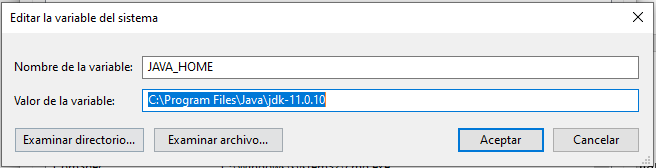 Editar la variable del sistema
Nombre de la variable: JAVA_HOME
Valor de la variable: C:\Program Files\Java\jdk-11.0.10
Examinar directorio... Examinar archivo... Aceptar Cancelar